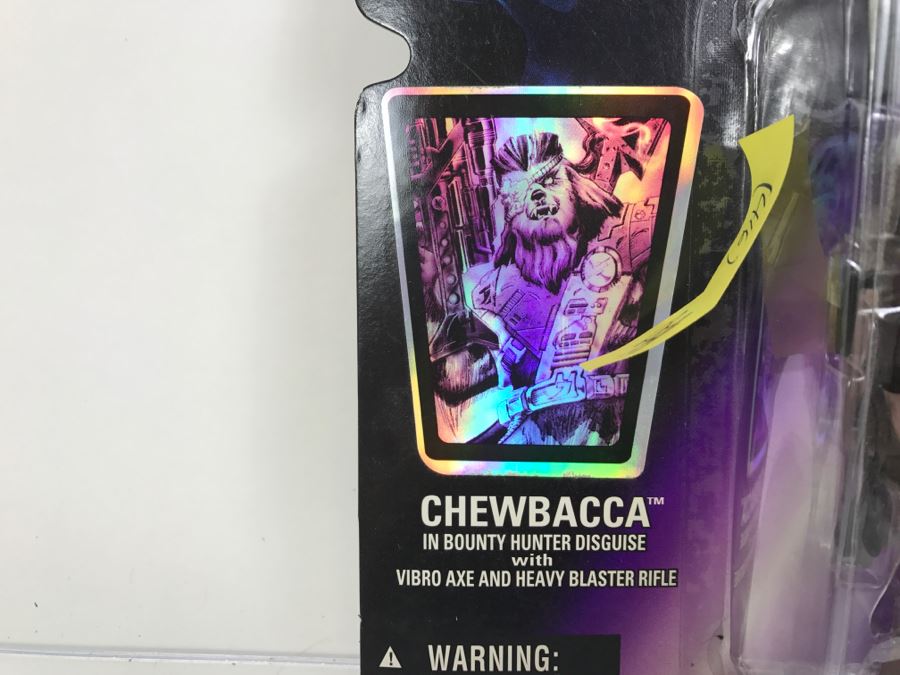 CHEWBACCA™
IN BOUNTY HUNTER DISGUISE
with
VIBRO AXE AND HEAVY BLASTER RIFLE
WARNING: